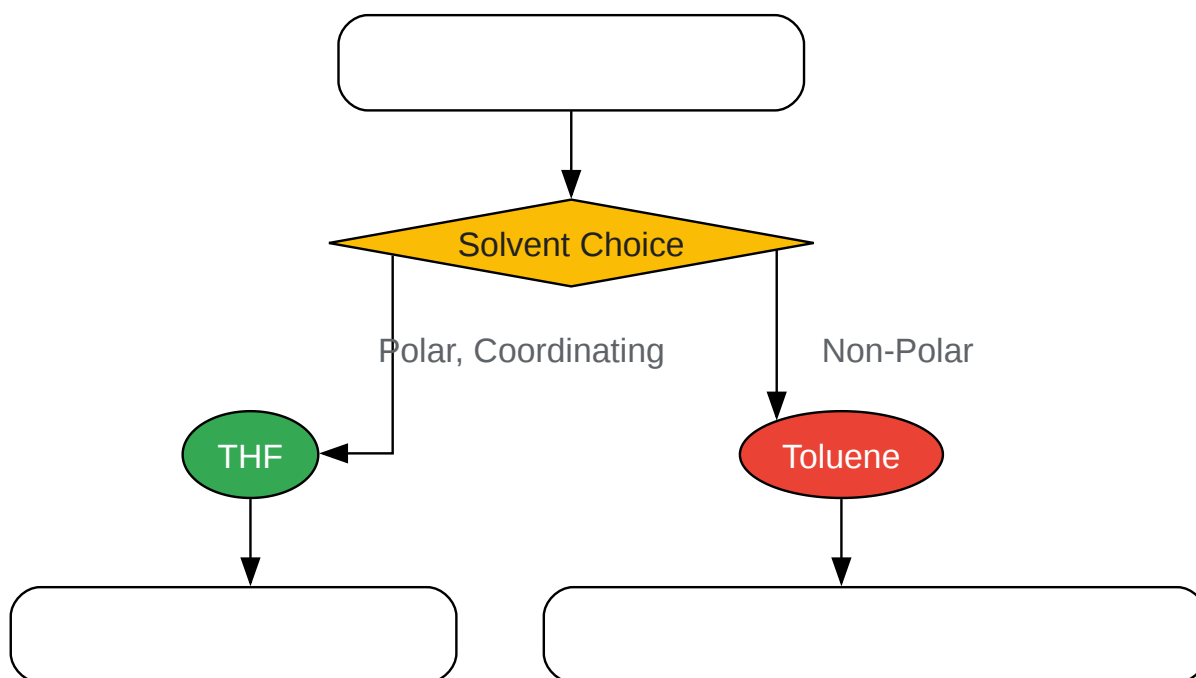 Solvent Choice
Polar, Coordinating
Non-Polar
THF
Toluene